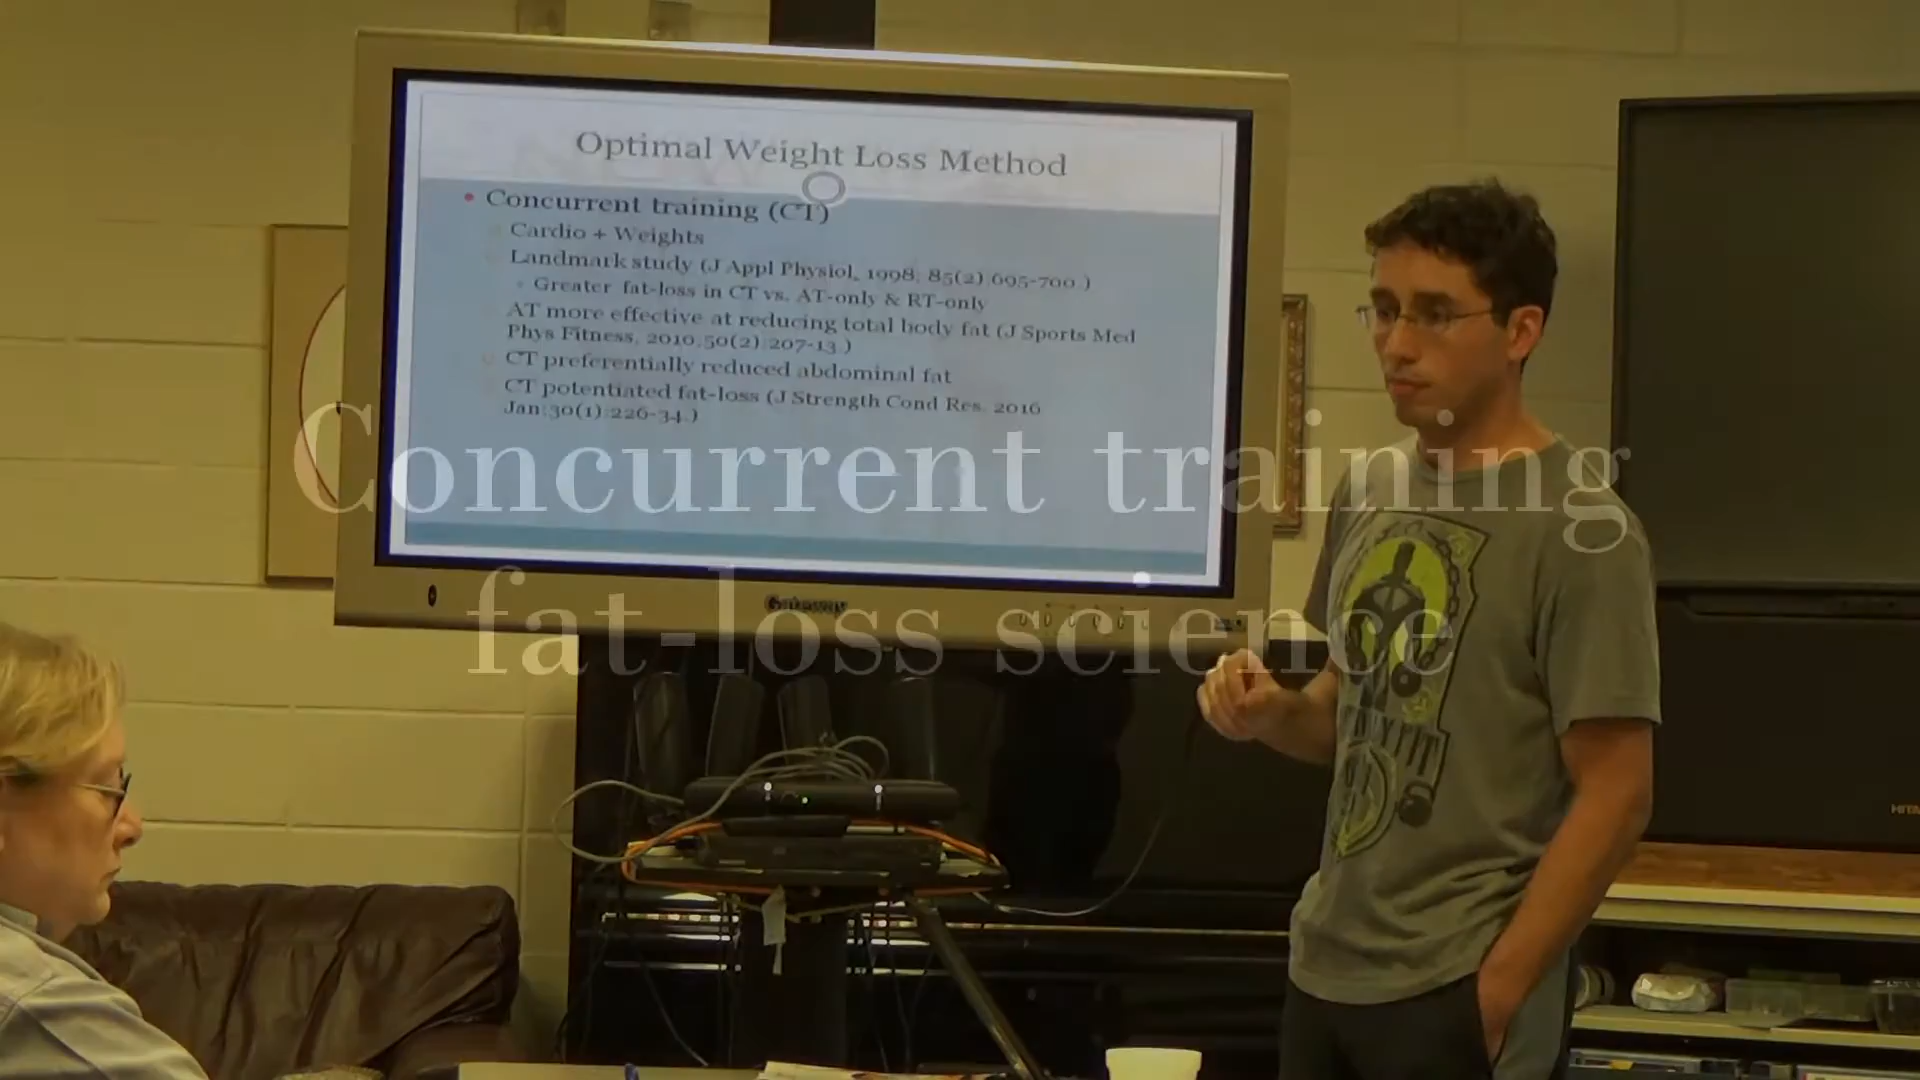 Optimal Weight Loss Method
• Concurrent training (CT)
Cardio + Weights
Landmark study (J Appl Physiol, 1998; 85(2):695-700.)
Greater fat-loss in CT vs. AT-only & RT-only
AT more effective at reducing total body fat (J Sports Med
Phys Fitness, 2010;50(2):207-13.)
CT preferentially reduced abdominal fat
CT potentiated fat-loss (J Strength Cond Res. 2016
Jan;30(1):226-34.)
Concurrent training
fat-loss science
Gateway